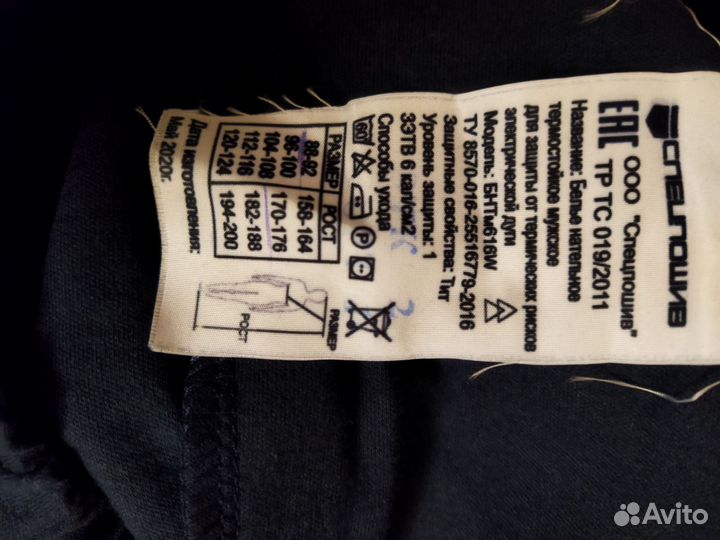 СПЕЦПОШИВ
EAC ООО "Спецпошив"
ТР ТС 019/2011
Название: Белье нательное
термостойкое мужское
для защиты от термических рисков
электрической дуги
Модель: БНТм616W
ТУ 8570-016-25516779-2016
Защитные свойства: Тит
Уровень защиты: 1
ЗЭТВ 6 кал/см2
Способы ухода
60
P
РАЗМЕР РОСТ
88-92 158-164
96-100
104-108 170-176
112-116 182-188
120-124 194-200
РАЗМЕР
РОСТ
Дата изготовления:
Май 2020г.
Avito